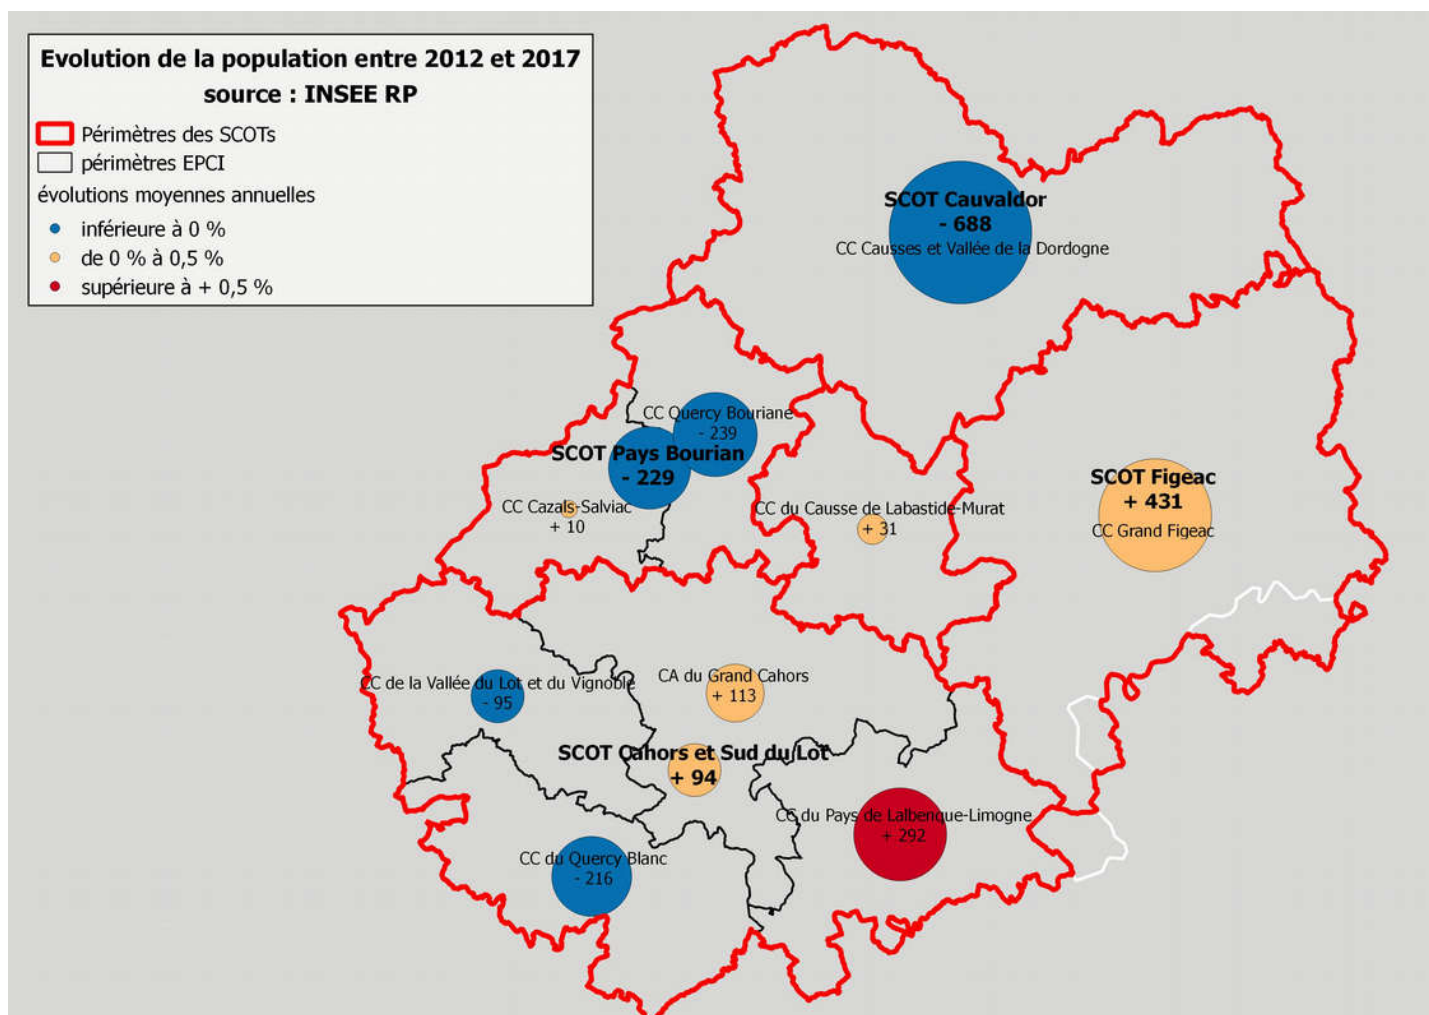 Evolution de la population entre 2012 et 2017
source : INSEE RP
Périmètres des SCOTs
périmètres EPCI
évolutions moyennes annuelles
inférieure à 0 %
de 0 % à 0,5 %
supérieure à + 0,5 %
SCOT Cauvaldor
- 688
CC Causses et Vallée de la Dordogne
CC Quercy Bouriane
- 239
SCOT Pays Bourian
- 229
CC Cazals-Salviac
+ 10
CC du Causse de Labastide-Murat
+ 31
SCOT Figeac
+ 431
CC Grand Figeac
CC de la Vallée du Lot et du Vignoble
- 95
CA du Grand Cahors
+ 113
SCOT Cahors et Sud du Lot
+ 94
CC du Pays de Lalbenque-Limogne
+ 292
CC du Quercy Blanc
- 216